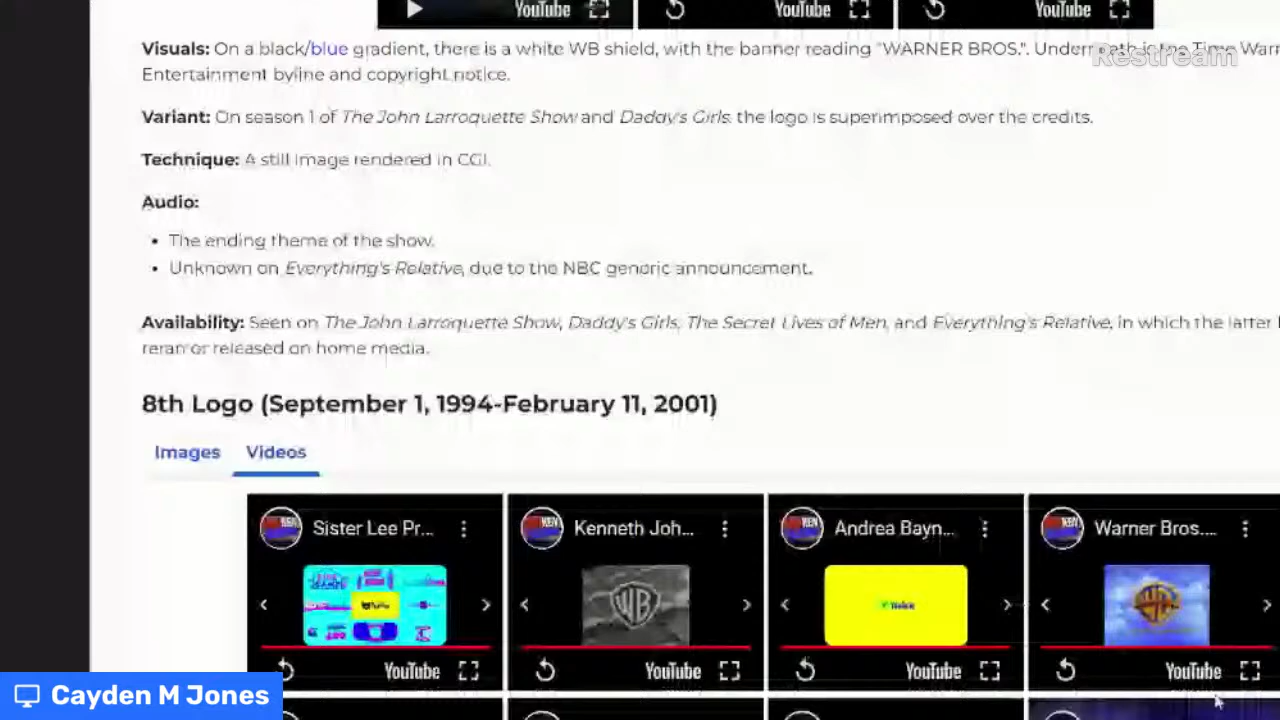 YouTube YouTube YouTube
Visuals: On a black/blue gradient, there is a white WB shield, with the banner reading "WARNER BROS.". Underneath is the Time Warn
Restream
Entertainment byline and copyright notice.
Variant: On season 1 of The John Larroquette Show and Daddy's Girls, the logo is superimposed over the credits.
Technique: A still image rendered in CGI.
Audio:
• The ending theme of the show.
• Unknown on Everything's Relative, due to the NBC generic announcement.
Availability: Seen on The John Larroquette Show, Daddy's Girls, The Secret Lives of Men, and Everything's Relative, in which the latter
reran or released on home media.
8th Logo (September 1, 1994-February 11, 2001)
Images Videos
Sister Lee Pr... Kenneth Joh... Andrea Bayn... Warner Bros....
WB
YouTube YouTube YouTube YouTube
Cayden M Jones